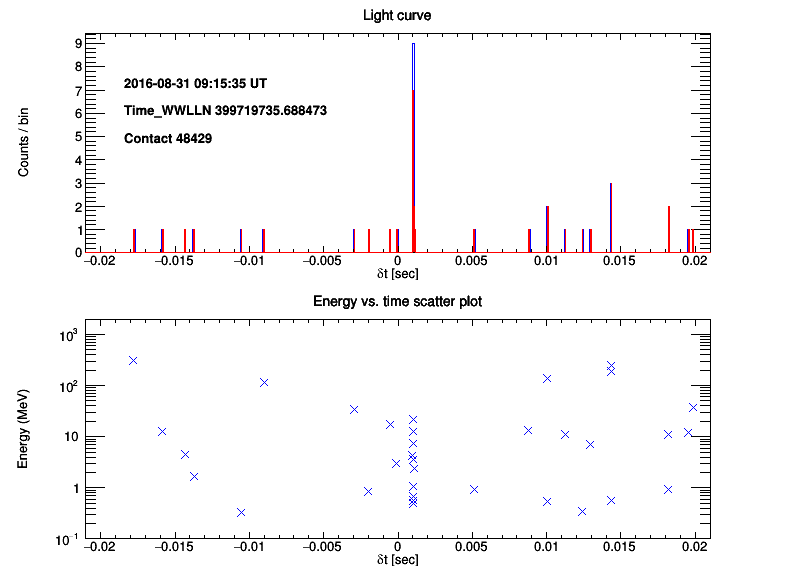 Light curve
Counts / bin
9
8
7
6
5
4
3
2
1
0
2016-08-31 09:15:35 UT
Time_WWLLN 399719735.688473
Contact 48429
−0.02 −0.015 −0.01 −0.005 0 0.005 0.01 0.015 0.02
δt [sec]
Energy vs. time scatter plot
Energy (MeV)
10³
10²
10
1
10⁻¹
−0.02 −0.015 −0.01 −0.005 0 0.005 0.01 0.015 0.02
δt [sec]